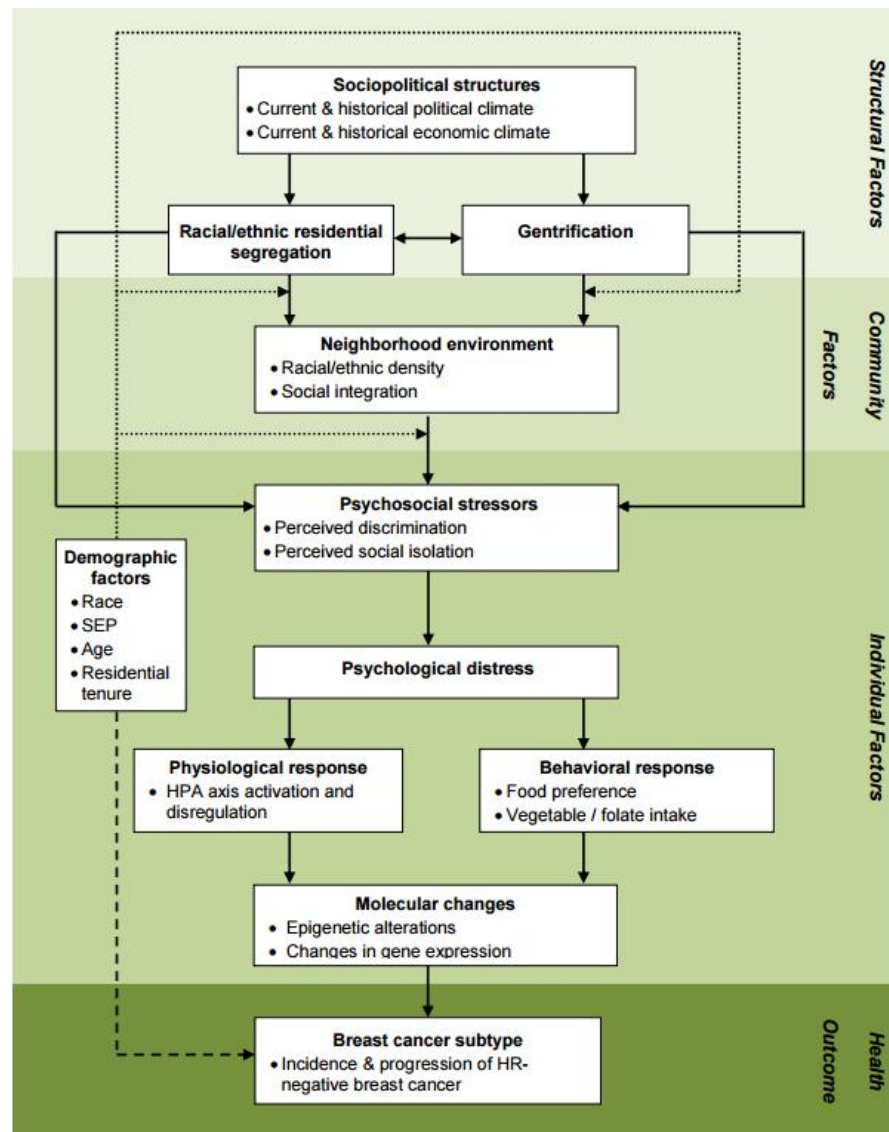 Sociopolitical structures
• Current & historical political climate
• Current & historical economic climate
Racial/ethnic residential
segregation
Gentrification
Structural Factors
Neighborhood environment
• Racial/ethnic density
• Social integration
Community
Factors
Psychosocial stressors
• Perceived discrimination
• Perceived social isolation
Demographic
factors
• Race
• SEP
• Age
• Residential
tenure
Psychological distress
Physiological response
• HPA axis activation and
disregulation
Behavioral response
• Food preference
• Vegetable / folate intake
Individual Factors
Molecular changes
• Epigenetic alterations
• Changes in gene expression
Breast cancer subtype
• Incidence & progression of HR-
negative breast cancer
Health
Outcome